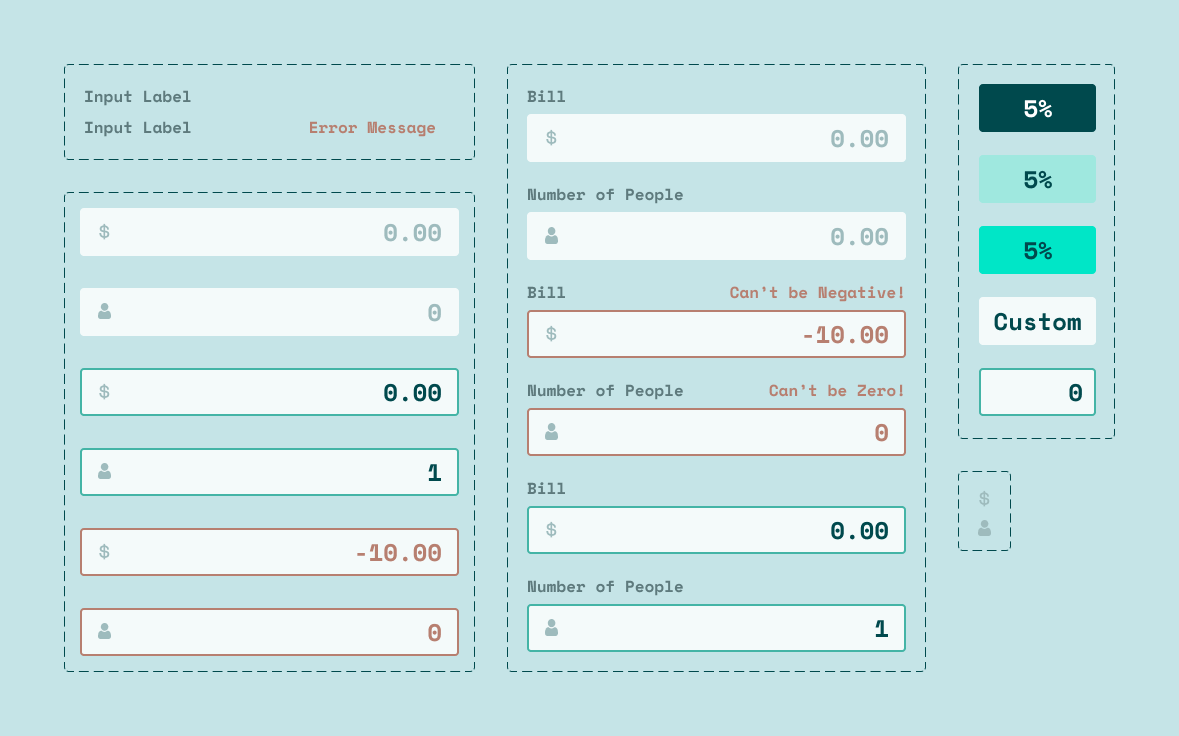 Input Label
Input Label Error Message
$ 0.00
0
$ 0.00
1
$ -10.00
0
Bill
$ 0.00
Number of People
0.00
Bill Can’t be Negative!
$ -10.00
Number of People Can’t be Zero!
0
Bill
$ 0.00
Number of People
1
5%
5%
5%
Custom
0
$